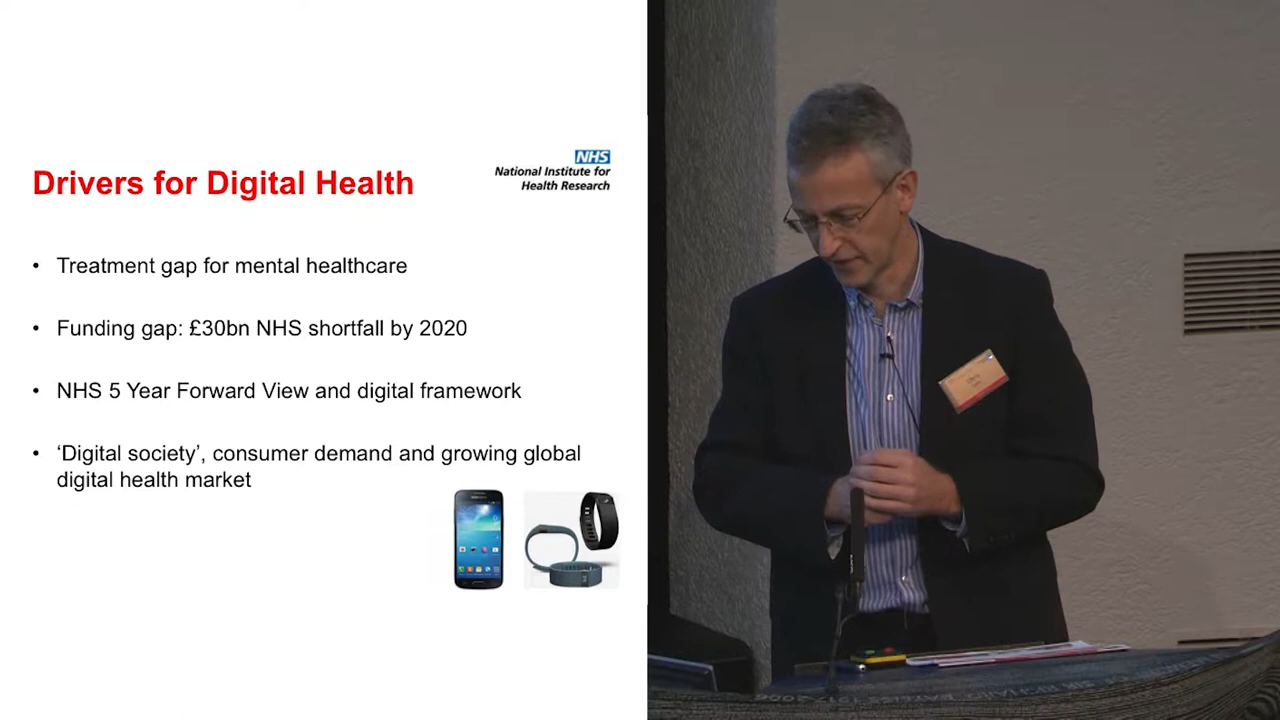 Drivers for Digital Health
NHS
National Institute for
Health Research
• Treatment gap for mental healthcare
• Funding gap: £30bn NHS shortfall by 2020
• NHS 5 Year Forward View and digital framework
• ‘Digital society’, consumer demand and growing global
digital health market
Chris